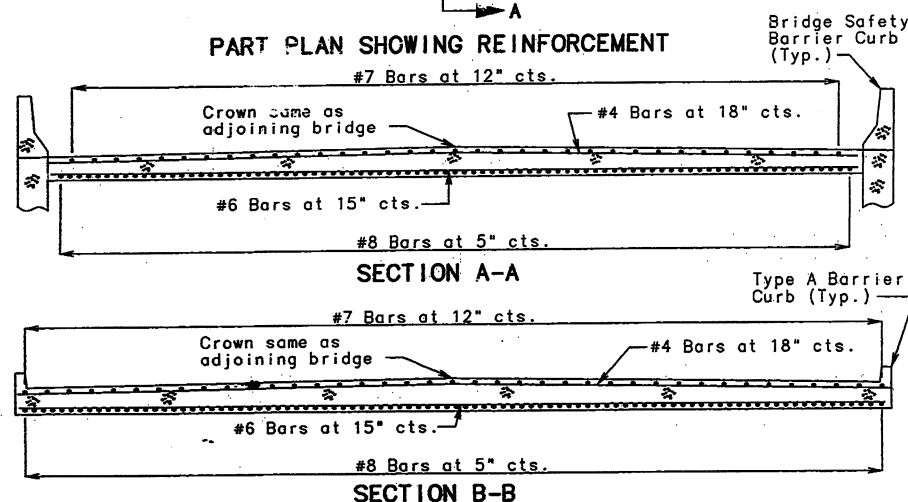 A
PART PLAN SHOWING REINFORCEMENT
Bridge Safety
Barrier Curb
(Typ.)
#7 Bars at 12" cts.
Crown same as
adjoining bridge
#4 Bars at 18" cts.
#6 Bars at 15" cts.
#8 Bars at 5" cts.
SECTION A-A
Type A Barrier
Curb (Typ.)
#7 Bars at 12" cts.
Crown same as
adjoining bridge
#4 Bars at 18" cts.
#6 Bars at 15" cts.
#8 Bars at 5" cts.
SECTION B-B